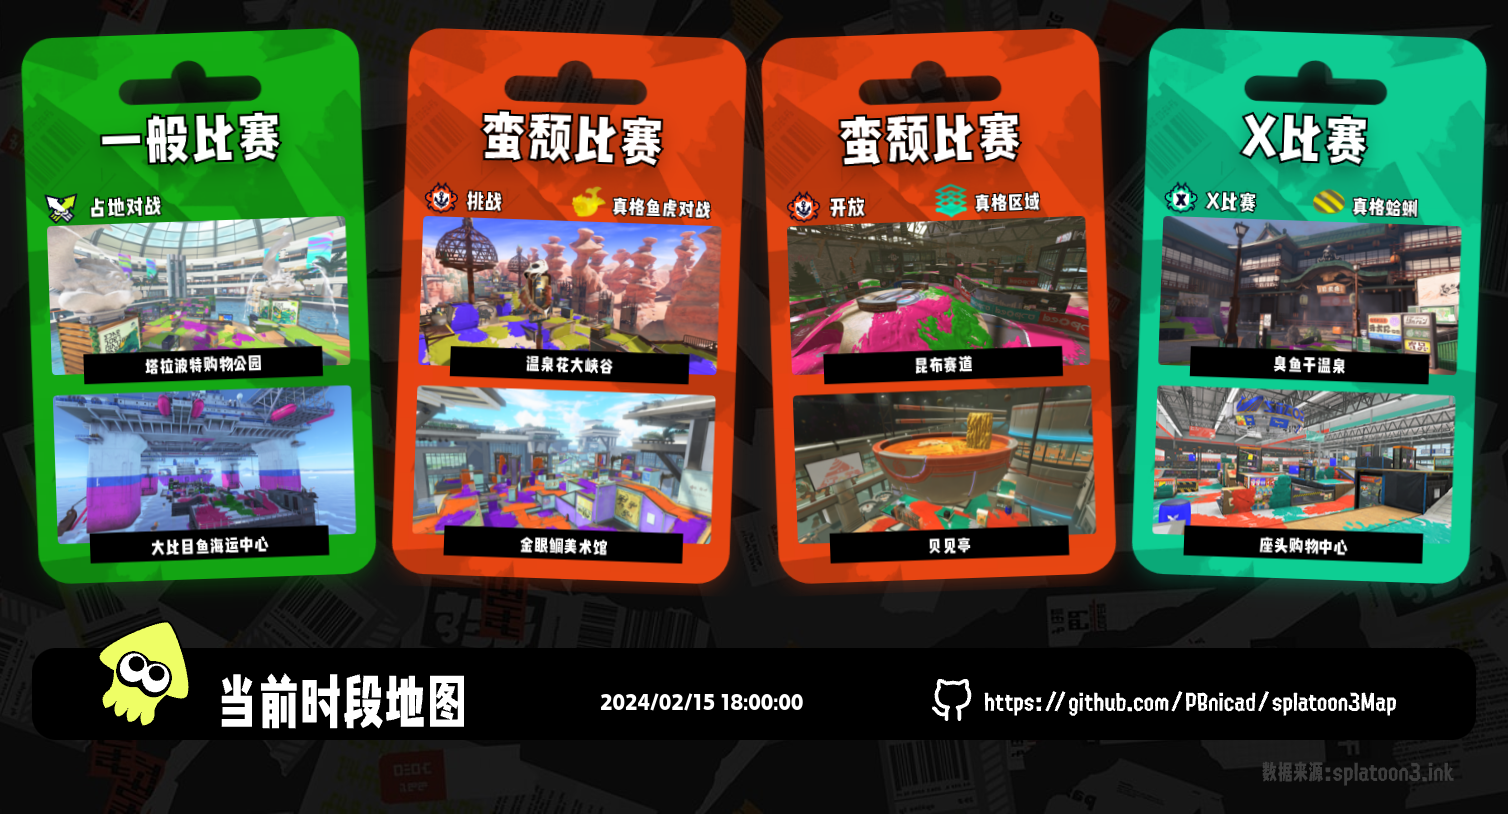 一般比赛
占地对战
塔拉波特购物公园
大比目鱼海运中心
蛮颓比赛
挑战
真格鱼虎对战
温泉花大峡谷
金眼鲷美术馆
蛮颓比赛
开放
真格区域
昆布赛道
贝见亭
X比赛
X比赛
真格蛤蜊
臭鱼干温泉
座头购物中心
当前时段地图
2024/02/15 18:00:00
https://github.com/PBnicad/splatoon3Map
数据来源:splatoon3.ink